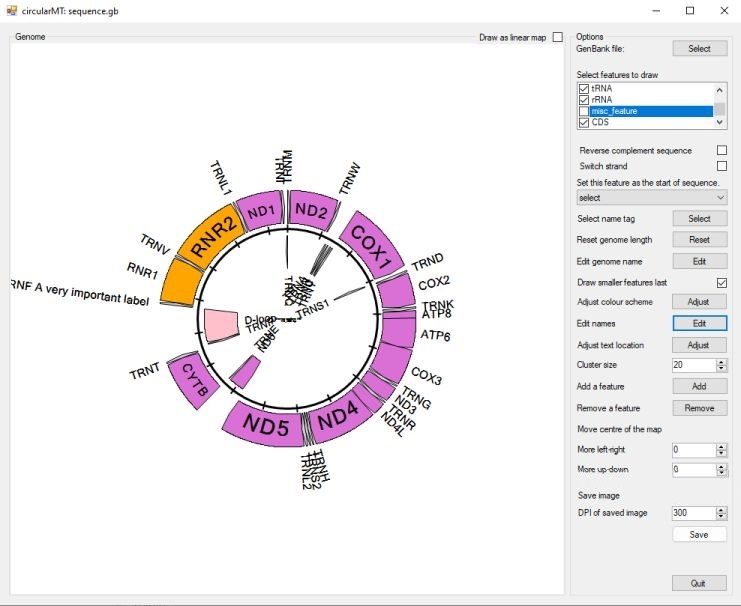 circularMT: sequence.gb
Genome
Draw as linear map
TRNM
TRNW
TRNL1
ND1
ND2
RNR2
COX1
TRNV
TRND
RNR1
COX2
RNF A very important label
TRNK
ATP8
ATP6
D-loop
TRNP
TRNS1
ND6
TRNT
CYTB
COX3
TRNG
ND3
TRNR
ND4L
ND5
ND4
TRNH
TRNS2
TRNL2
Options
GenBank file:
Select
Select features to draw
tRNA
rRNA
misc_feature
CDS
Reverse complement sequence
Switch strand
Set this feature as the start of sequence.
select
Select name tag
Select
Reset genome length
Reset
Edit genome name
Edit
Draw smaller features last
Adjust colour scheme
Adjust
Edit names
Edit
Adjust text location
Adjust
Cluster size
20
Add a feature
Add
Remove a feature
Remove
Move centre of the map
More left-right
0
More up-down
0
Save image
DPI of saved image
300
Save
Quit